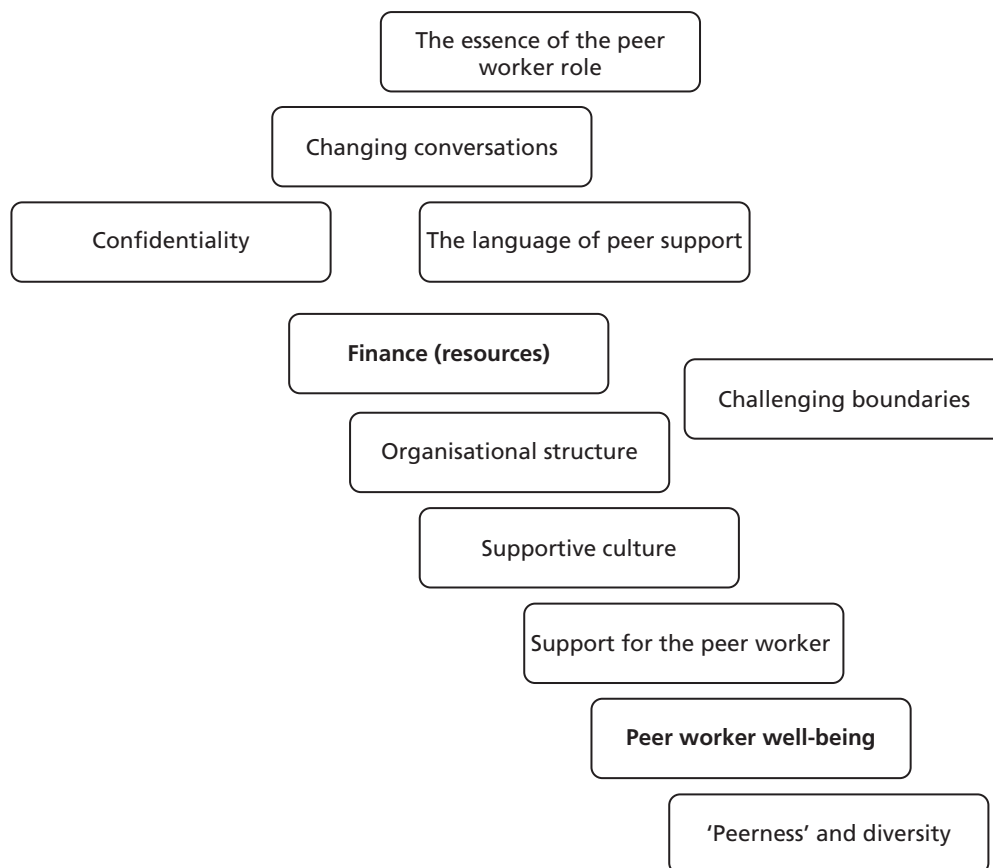 The essence of the peer
worker role
Changing conversations
Confidentiality
The language of peer support
Finance (resources)
Challenging boundaries
Organisational structure
Supportive culture
Support for the peer worker
Peer worker well-being
‘Peerness’ and diversity